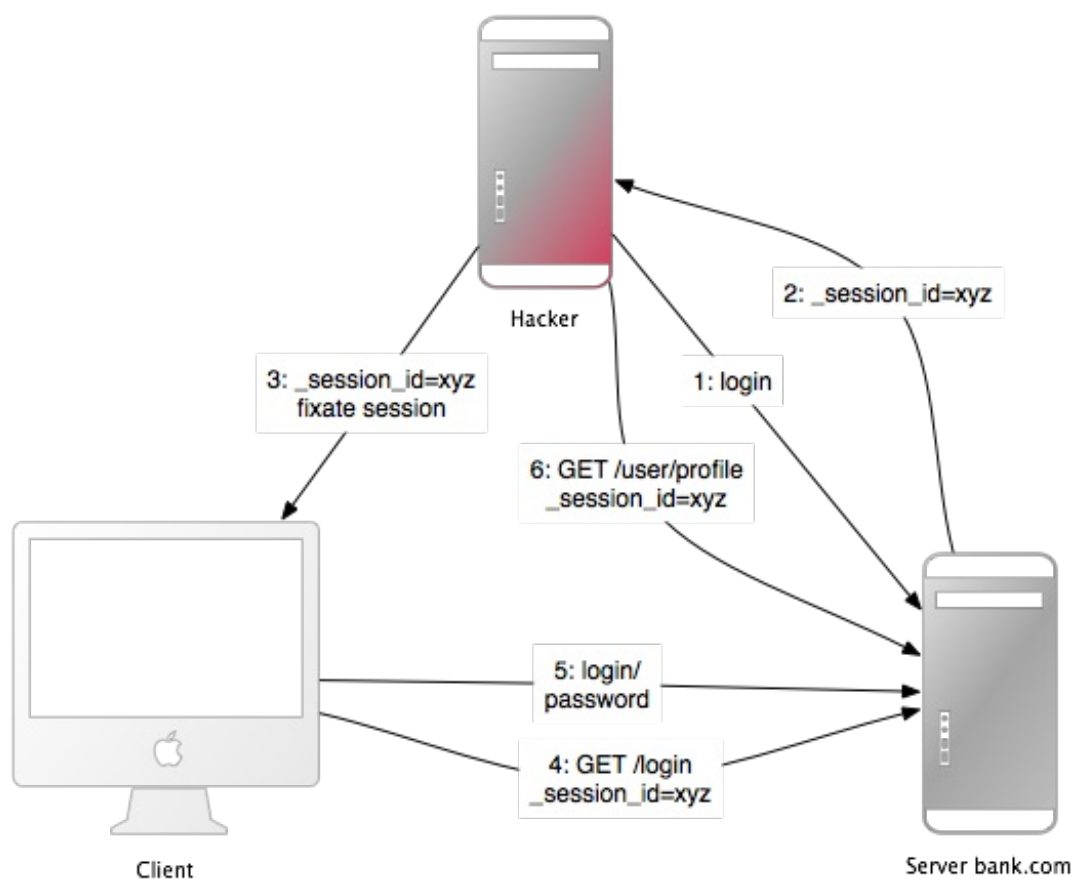 Hacker
2: _session_id=xyz
3: _session_id=xyz
fixate session
1: login
6: GET /user/profile
_session_id=xyz
5: login/
password
4: GET /login
_session_id=xyz
Client
Server bank.com